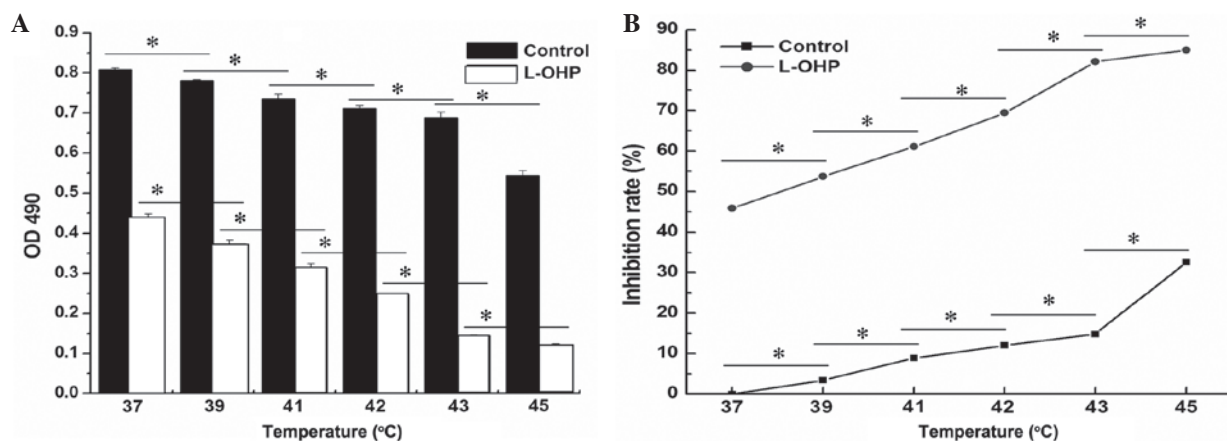 A
0.9
0.8
0.7
0.6
0.5
0.4
0.3
0.2
0.1
0.0
OD 490
Control
L-OHP
* * * * *
* * * * *
37 39 41 42 43 45
Temperature (°C)
B
90
80
70
60
50
40
30
20
10
0
Inhibition rate (%)
Control
L-OHP
* * * * *
* * * * *
37 39 41 42 43 45
Temperature (°C)